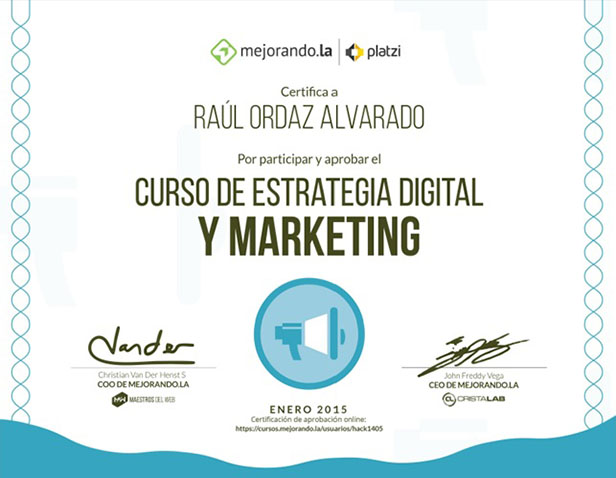 mejorando.la platzi
Certifica a
RAÚL ORDAZ ALVARADO
Por participar y aprobar el
CURSO DE ESTRATEGIA DIGITAL
Y MARKETING
Vander
Christian Van Der Henst S
COO DE MEJORANDO.LA
MAESTROS DEL WEB
John Freddy Vega
CEO DE MEJORANDO.LA
CRISTALAB
ENERO 2015
Certificación de aprobación online:
https://cursos.mejorando.la/usuarios/hack1405